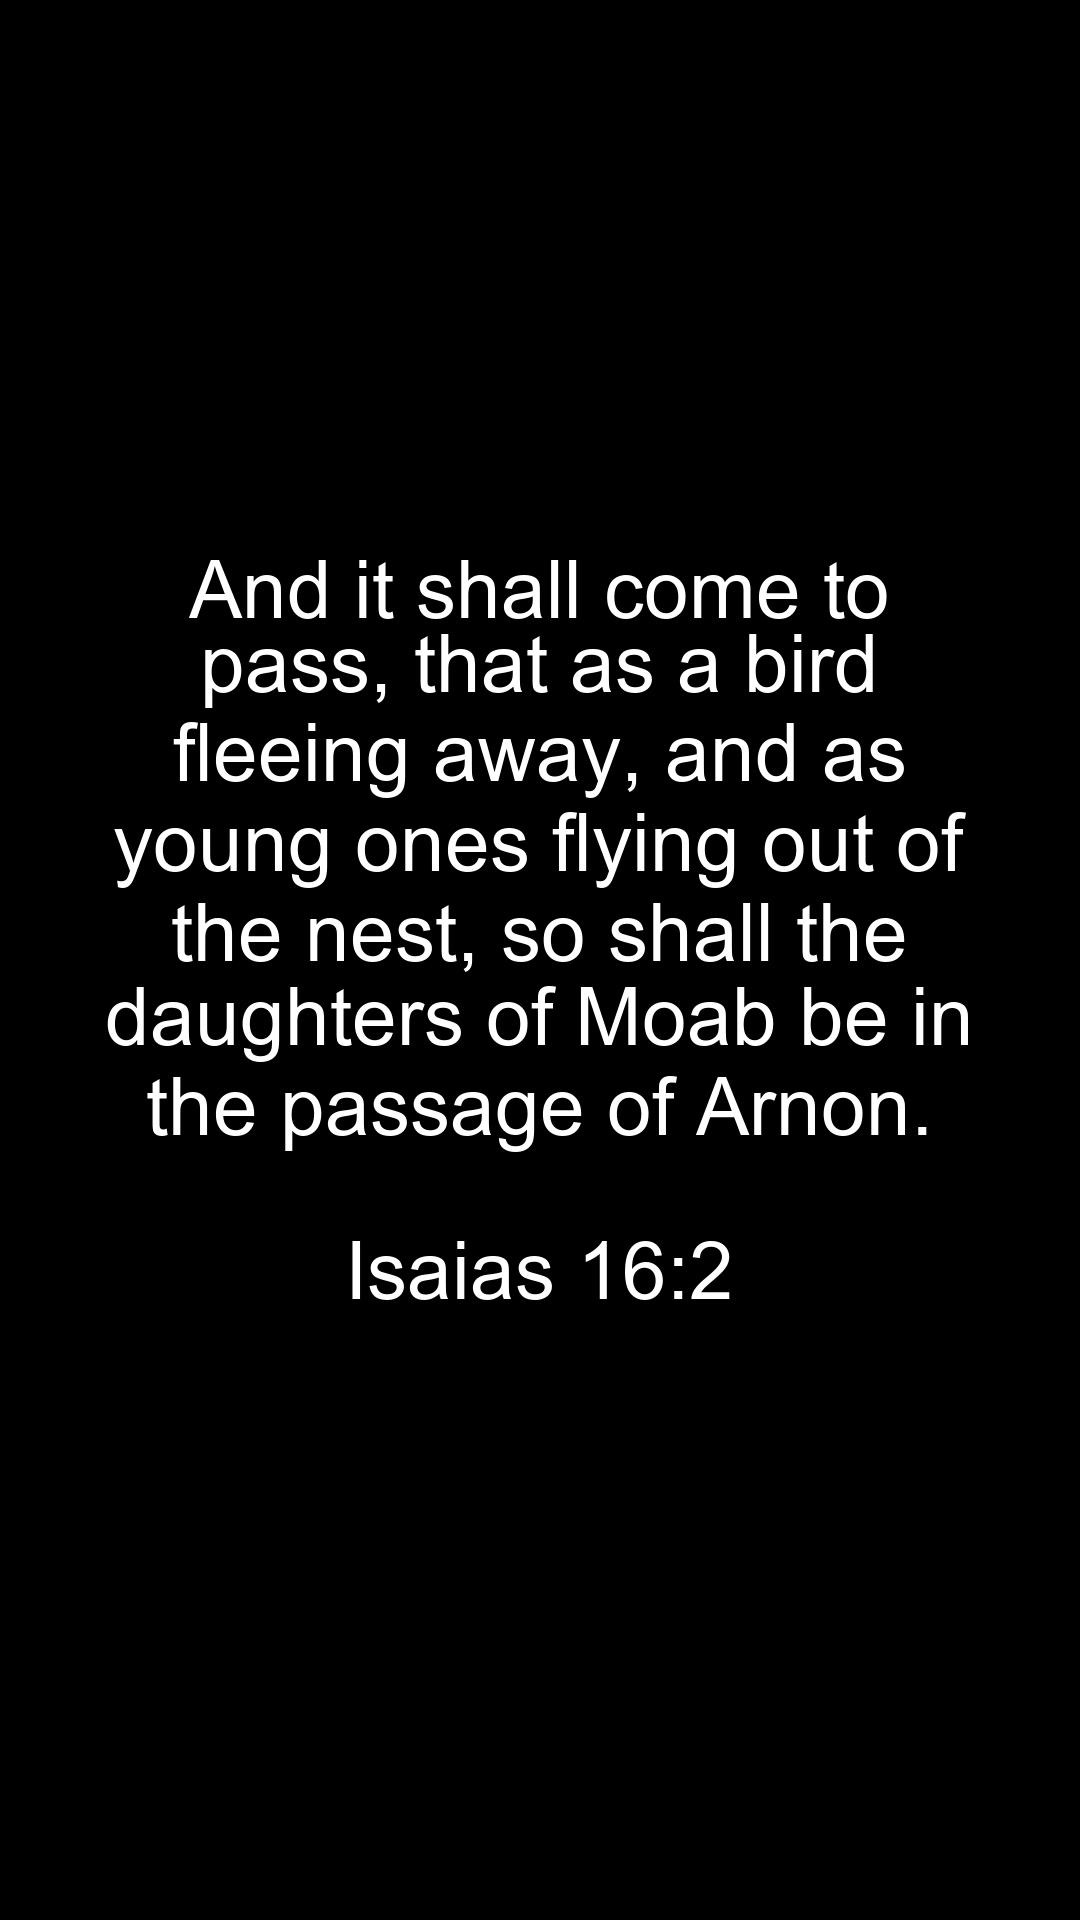 And it shall come to
pass, that as a bird
fleeing away, and as
young ones flying out of
the nest, so shall the
daughters of Moab be in
the passage of Arnon.
Isaias 16:2